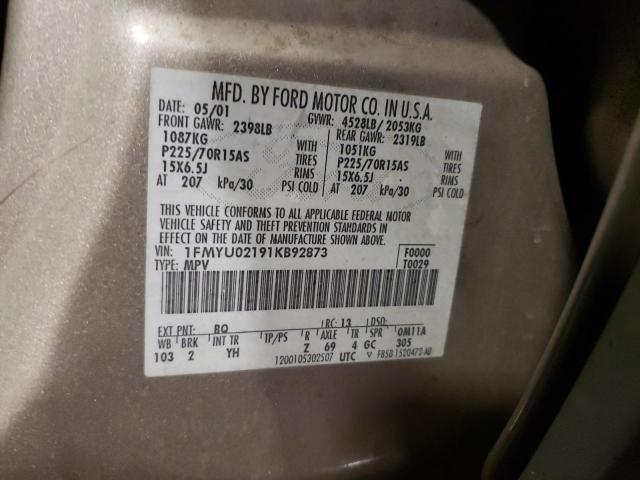 MFD. BY FORD MOTOR CO. IN U.S.A.
DATE: 05/01 GVWR: 4528LB/ 2053KG
FRONT GAWR: 2398LB REAR GAWR: 2319LB
1087KG WITH 1051KG WITH
P225/70R15AS TIRES P225/70R15AS TIRES
15X6.5J RIMS 15X6.5J RIMS
AT 207 kPa/30 PSI COLD AT 207 kPa/30 PSI COLD
THIS VEHICLE CONFORMS TO ALL APPLICABLE FEDERAL MOTOR
VEHICLE SAFETY AND THEFT PREVENTION STANDARDS IN
EFFECT ON THE DATE OF MANUFACTURE SHOWN ABOVE.
VIN: 1FMYU02191KB92873 F0000
TYPE: MPV T0029
EXT PNT: BQ RC: 13 DSO:
WB BRK INT TR TP/PS R AXLE TR SPR 0M11A
103 2 YH Z 69 4 GC 305
1200105302507 UTC F85B-1520472-AD